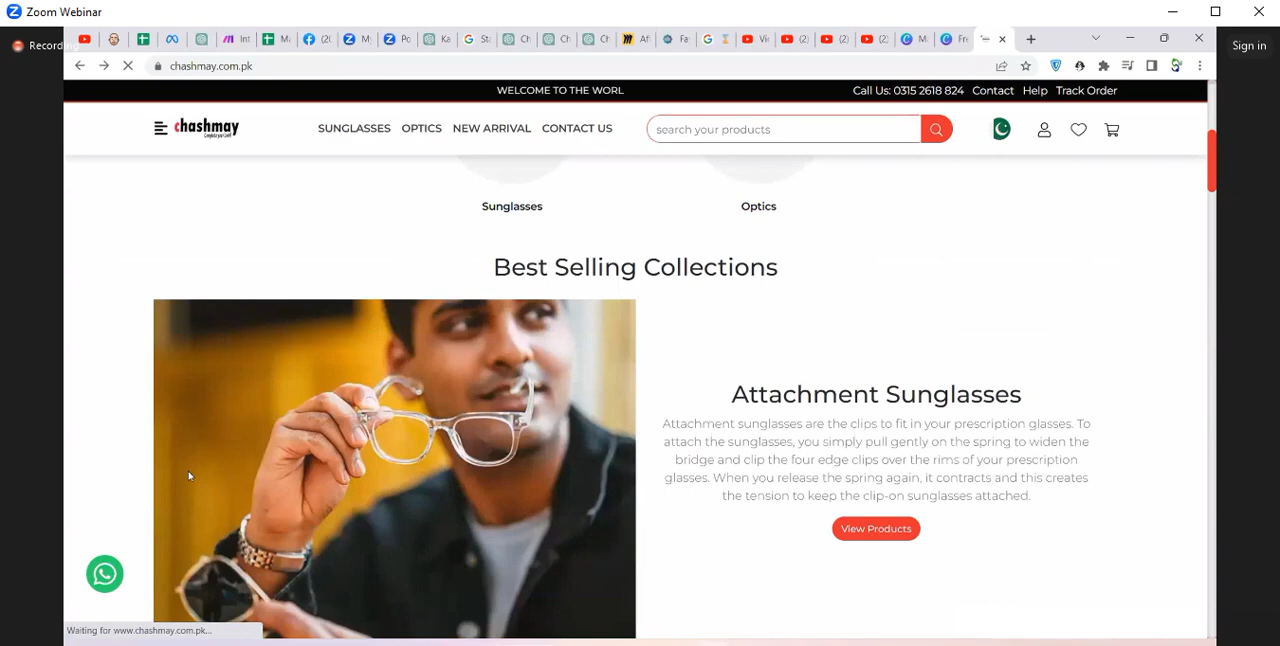 Zoom Webinar
Recording
Sign in
chashmay.com.pk
WELCOME TO THE WORL
Call Us: 0315 2618 824 Contact Help Track Order
chashmay
SUNGLASSES OPTICS NEW ARRIVAL CONTACT US
search your products
Sunglasses
Optics
Best Selling Collections
Attachment Sunglasses
Attachment sunglasses are the clips to fit in your prescription glasses. To
attach the sunglasses, you simply pull gently on the spring to widen the
bridge and clip the four edge clips over the rims of your prescription
glasses. When you release the spring again, it contracts and this creates
the tension to keep the clip-on sunglasses attached.
View Products
Waiting for www.chashmay.com.pk...